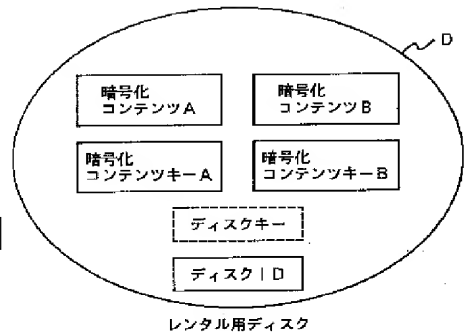 D
暗号化
コンテンツA
暗号化
コンテンツB
暗号化
コンテンツキーA
暗号化
コンテンツキーB
ディスクキー
ディスクID
レンタル用ディスク